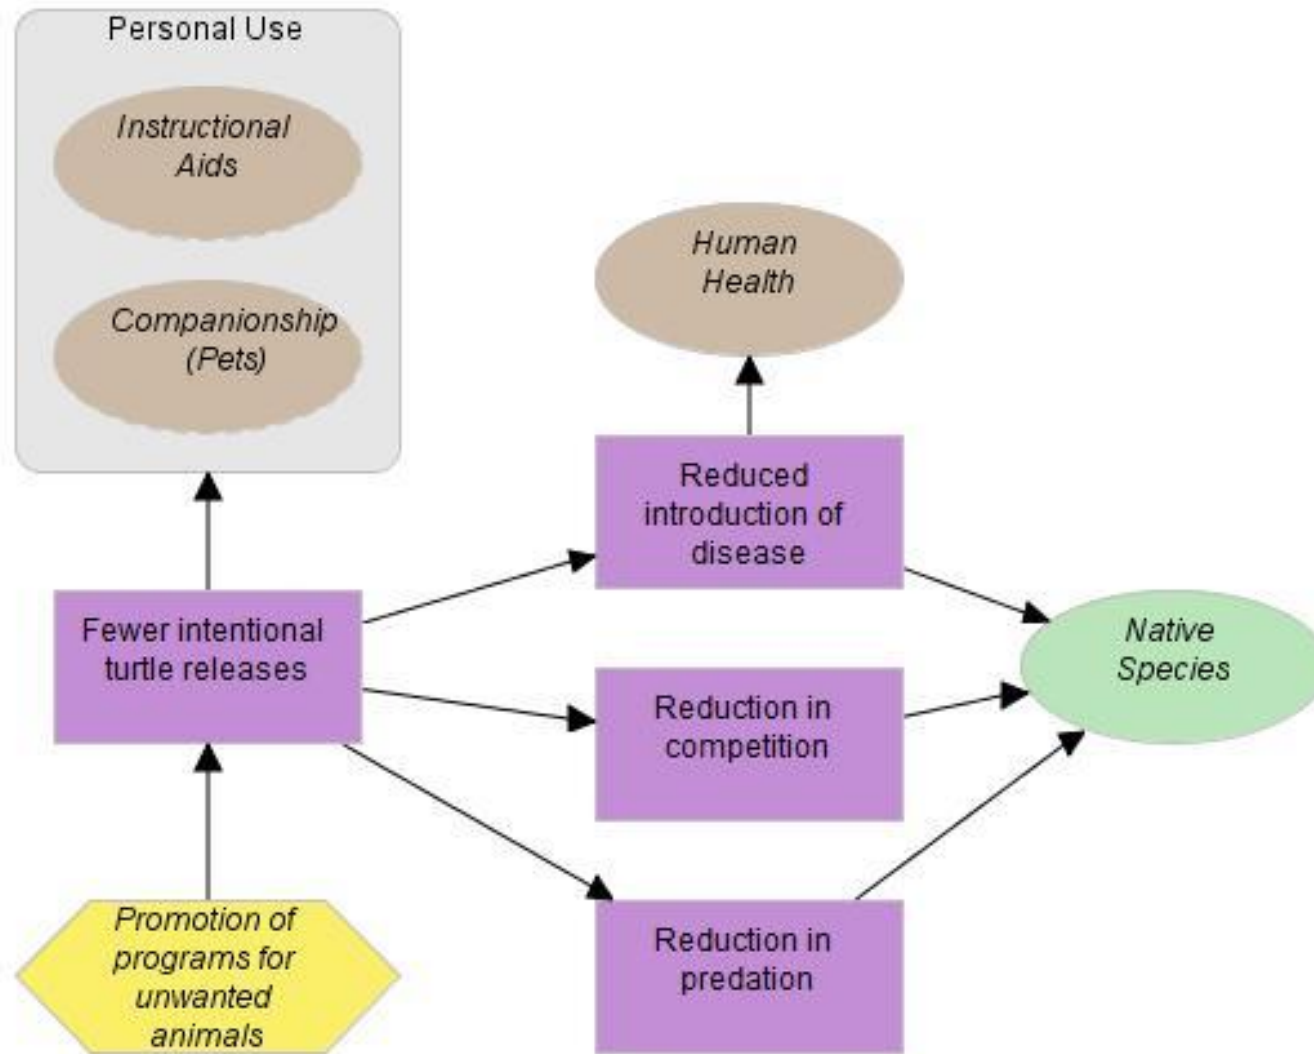 Personal Use
Instructional
Aids
Companionship
(Pets)
Human
Health
Reduced
introduction of
disease
Fewer intentional
turtle releases
Native
Species
Reduction in
competition
Promotion of
programs for
unwanted
animals
Reduction in
predation